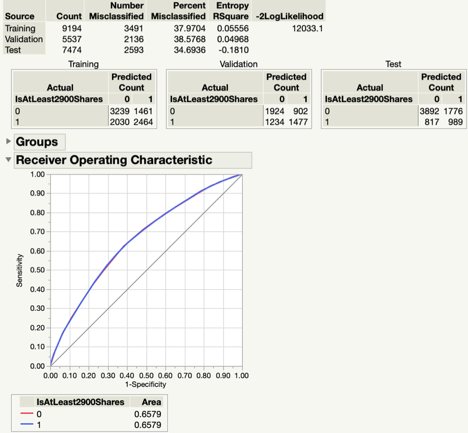 Number Percent Entropy
Source Count Misclassified Misclassified RSquare -2LogLikelihood
Training 9194 3491 37.9704 0.05556 12033.1
Validation 5537 2136 38.5768 0.04968
Test 7474 2593 34.6936 -0.1810
Training Validation Test
Predicted Predicted Predicted
Actual Count Actual Count Actual Count
IsAtLeast2900Shares 0 1 IsAtLeast2900Shares 0 1 IsAtLeast2900Shares 0 1
0 3239 1461 0 1924 902 0 3892 1776
1 2030 2464 1 1234 1477 1 817 989
Groups
Receiver Operating Characteristic
1.00
0.90
0.80
0.70
0.60
0.50
0.40
0.30
0.20
0.10
0.00
Sensitivity
0.00 0.10 0.20 0.30 0.40 0.50 0.60 0.70 0.80 0.90 1.00
1-Specificity
IsAtLeast2900Shares Area
0 0.6579
1 0.6579